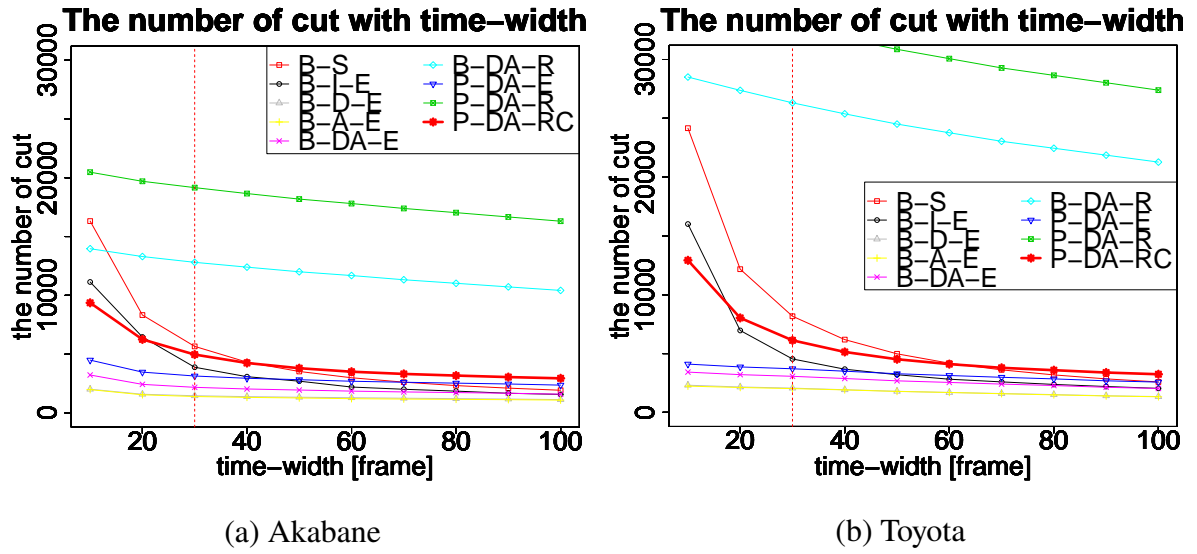 The number of cut with time−width
the number of cut
0
10000
20000
30000
B−S
B−I−E
B−D−E
B−A−E
B−DA−E
B−DA−R
P−DA−E
P−DA−R
P−DA−RC
20
40
60
80
100
time−width [frame]
(a) Akabane
The number of cut with time−width
the number of cut
0
10000
20000
30000
B−S
B−I−E
B−D−E
B−A−E
B−DA−E
B−DA−R
P−DA−E
P−DA−R
P−DA−RC
20
40
60
80
100
time−width [frame]
(b) Toyota